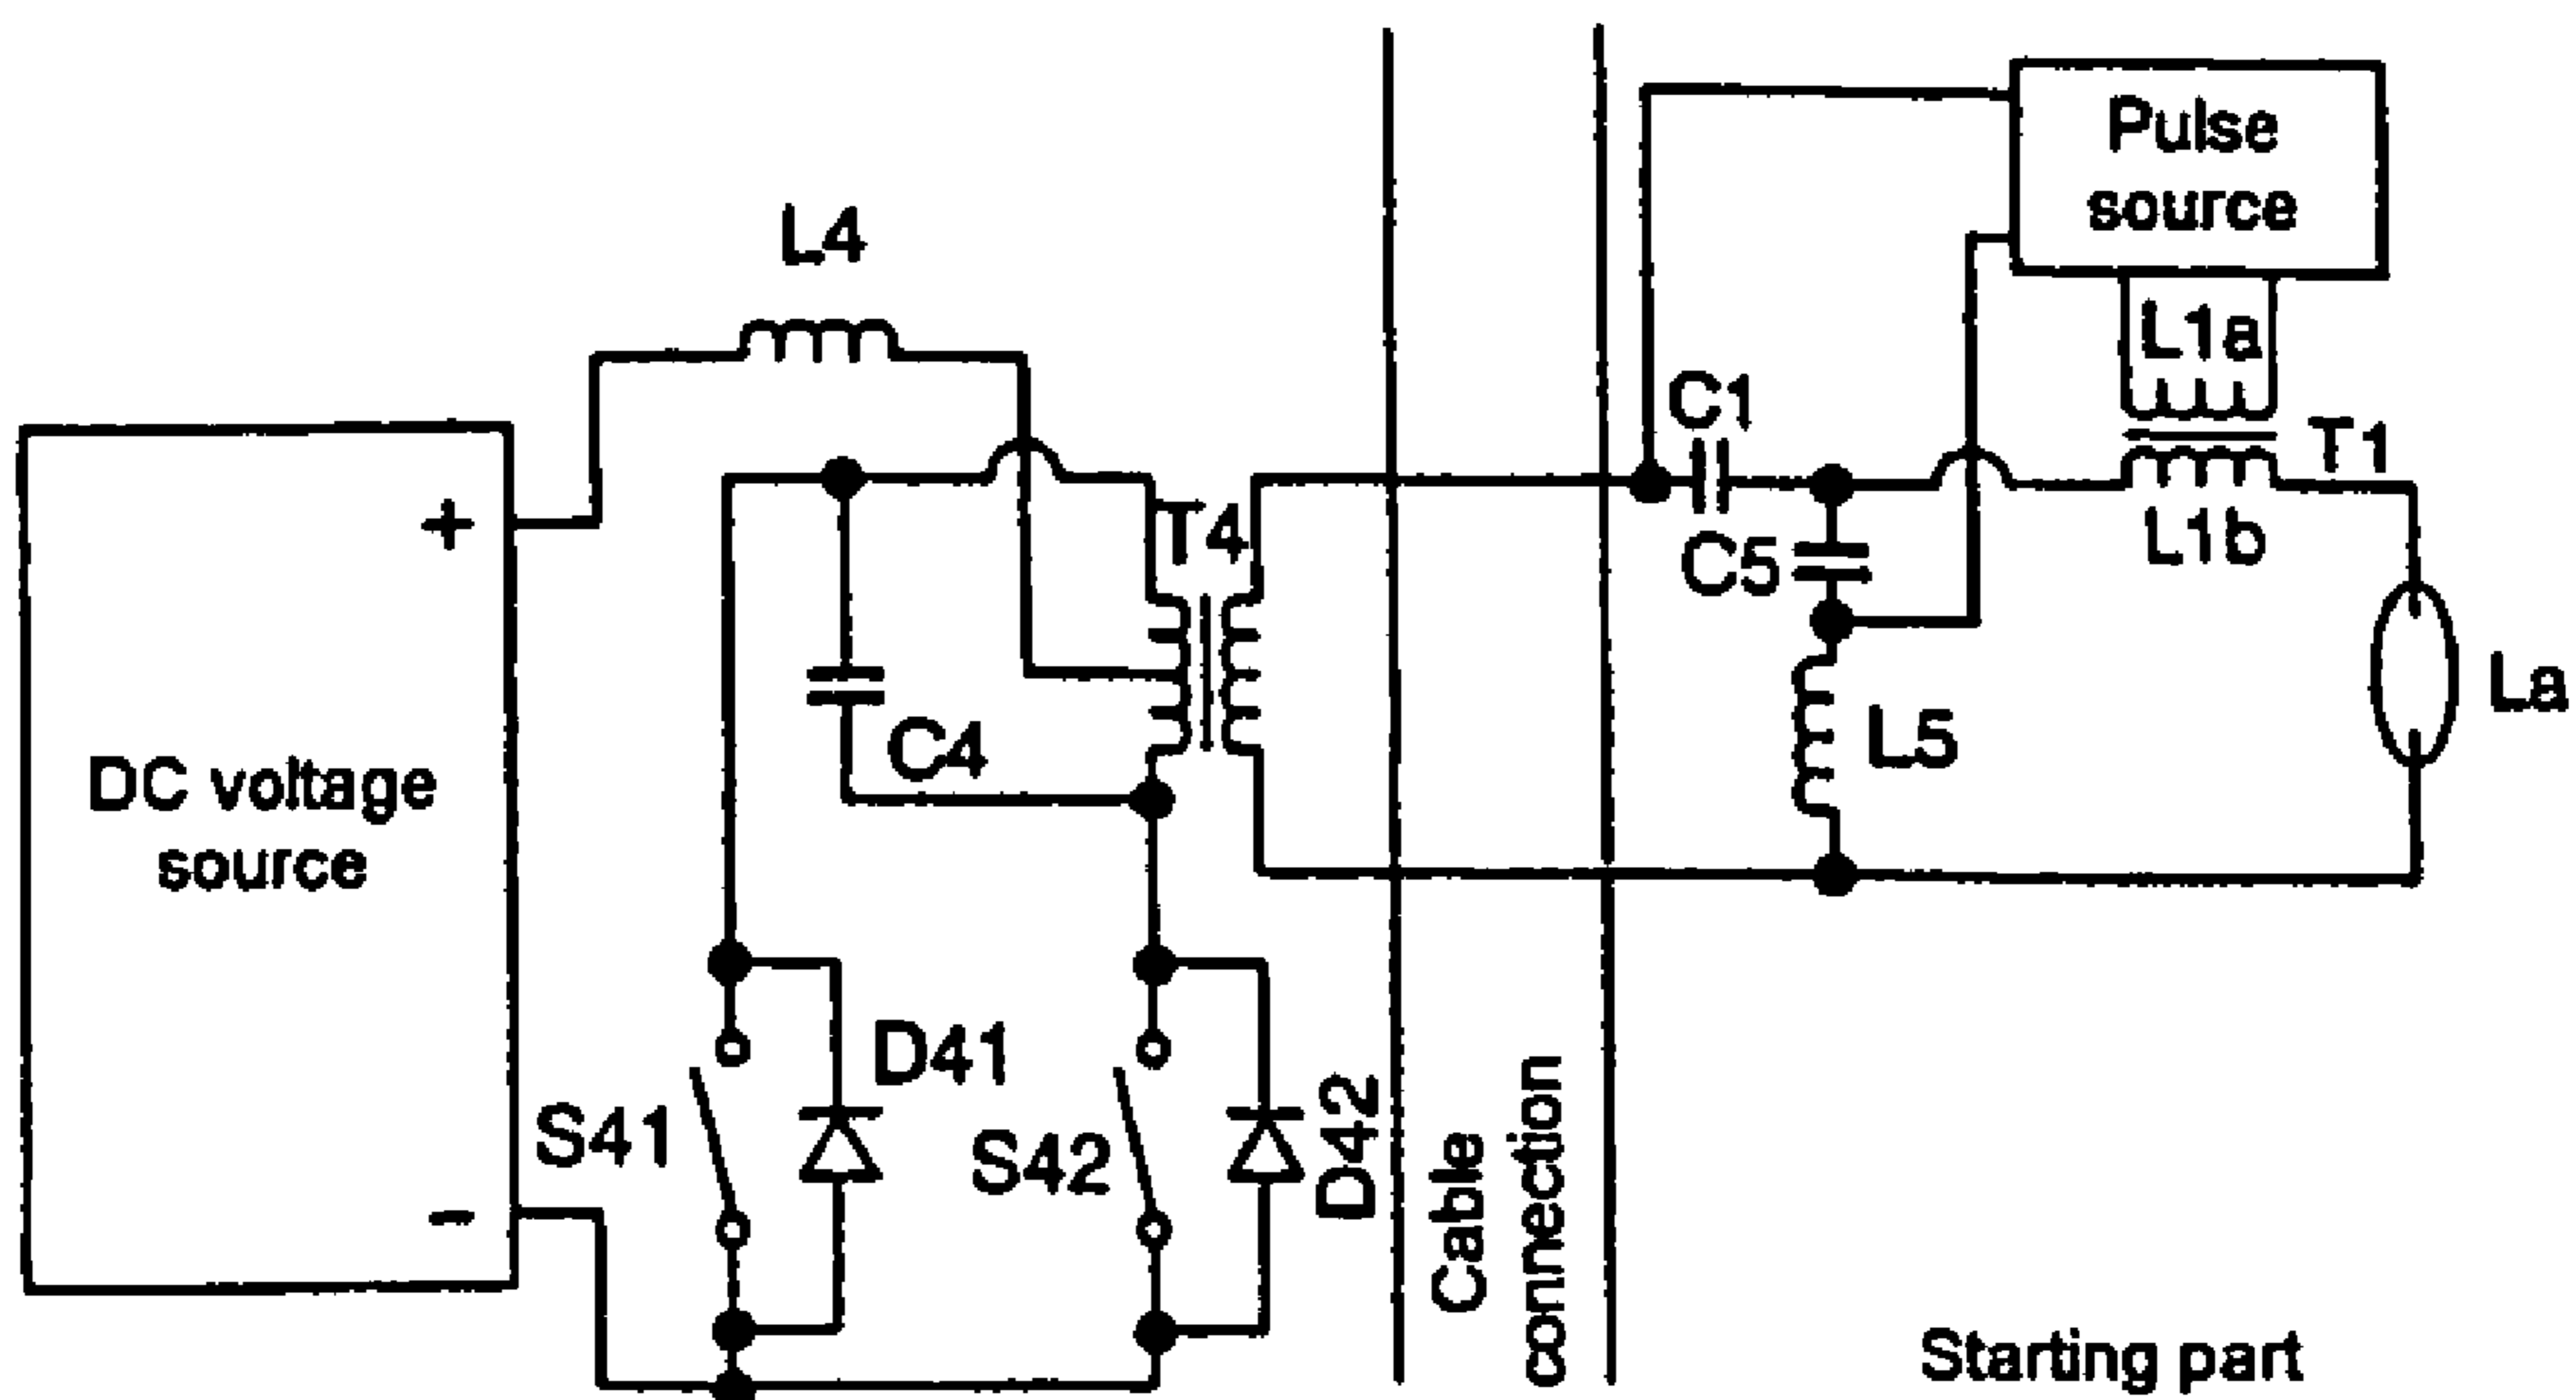 Pulse
source
L4
L1a
C1
T1
+
T4
L1b
C5
La
C4
L5
DC voltage
source
D41
S41
S42
D42
Cable
connection
-
Starting part